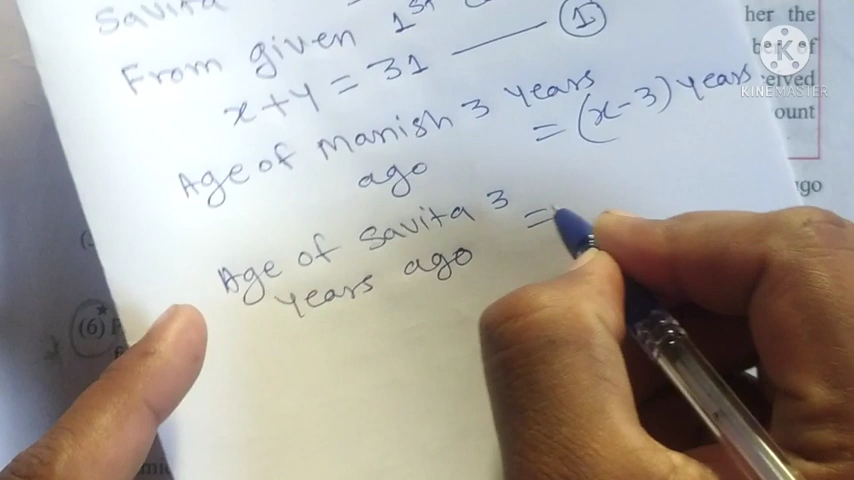 Savita
From given 1st
x+y = 31 —— ①
Age of Manish 3 years ago = (x-3) years
Age of Savita 3 years ago =
her the
of
ceived
ount
ago
(6)
K
KINEMASTER